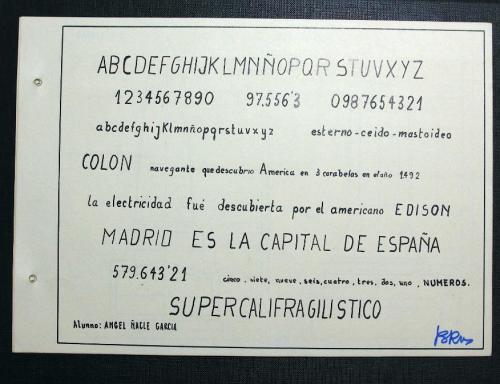 ABCDEFGHIJKLMNÑOPQRSTUVXYZ
1234567890 97.556'3 0987654321
abcdefghijklmnñopqrstuvxyz esterno-ceido-mastoideo
COLON navegante que descubrio America en 3 carabelas en el año 1492
la electricidad fué descubierta por el americano EDISON
MADRID ES LA CAPITAL DE ESPAÑA
579.643'21 cinco, siete, nueve, seis, cuatro, tres, dos, uno, NUMEROS.
SUPERCALIFRAGILISTICO
Alumno: ANGEL ÑACLE GARCIA